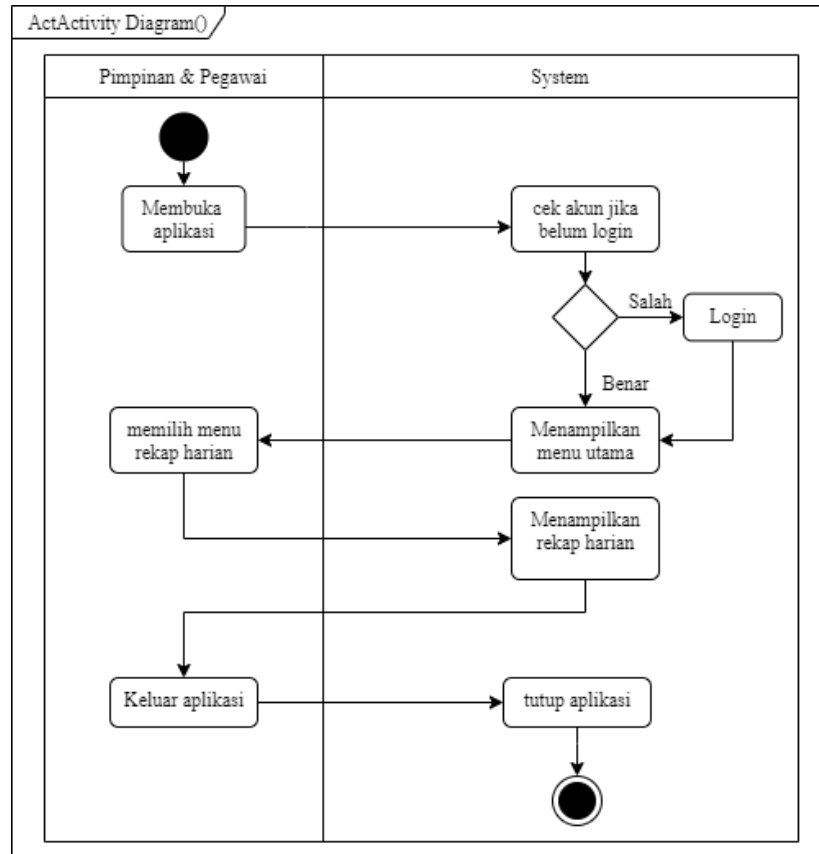 ActActivity Diagram()
Pimpinan & Pegawai
System
Membuka
aplikasi
cek akun jika
belum login
Salah
Login
Benar
memilih menu
rekap harian
Menampilkan
menu utama
Menampilkan
rekap harian
Keluar aplikasi
tutup aplikasi